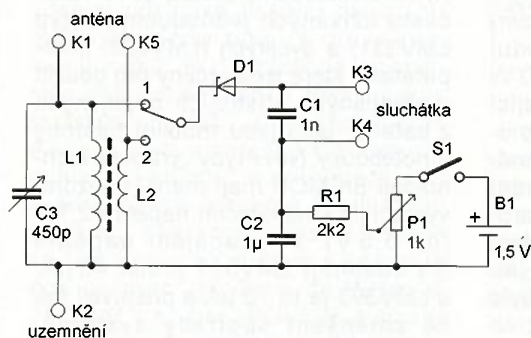 anténa
K1
K5
D1
K3
1
C1
1n
sluchátka
K4
2
S1
L1
L2
R1
2k2
C3
450p
C2
1µ
P1
1k
B1
+
1,5 V
K2
uzemnění